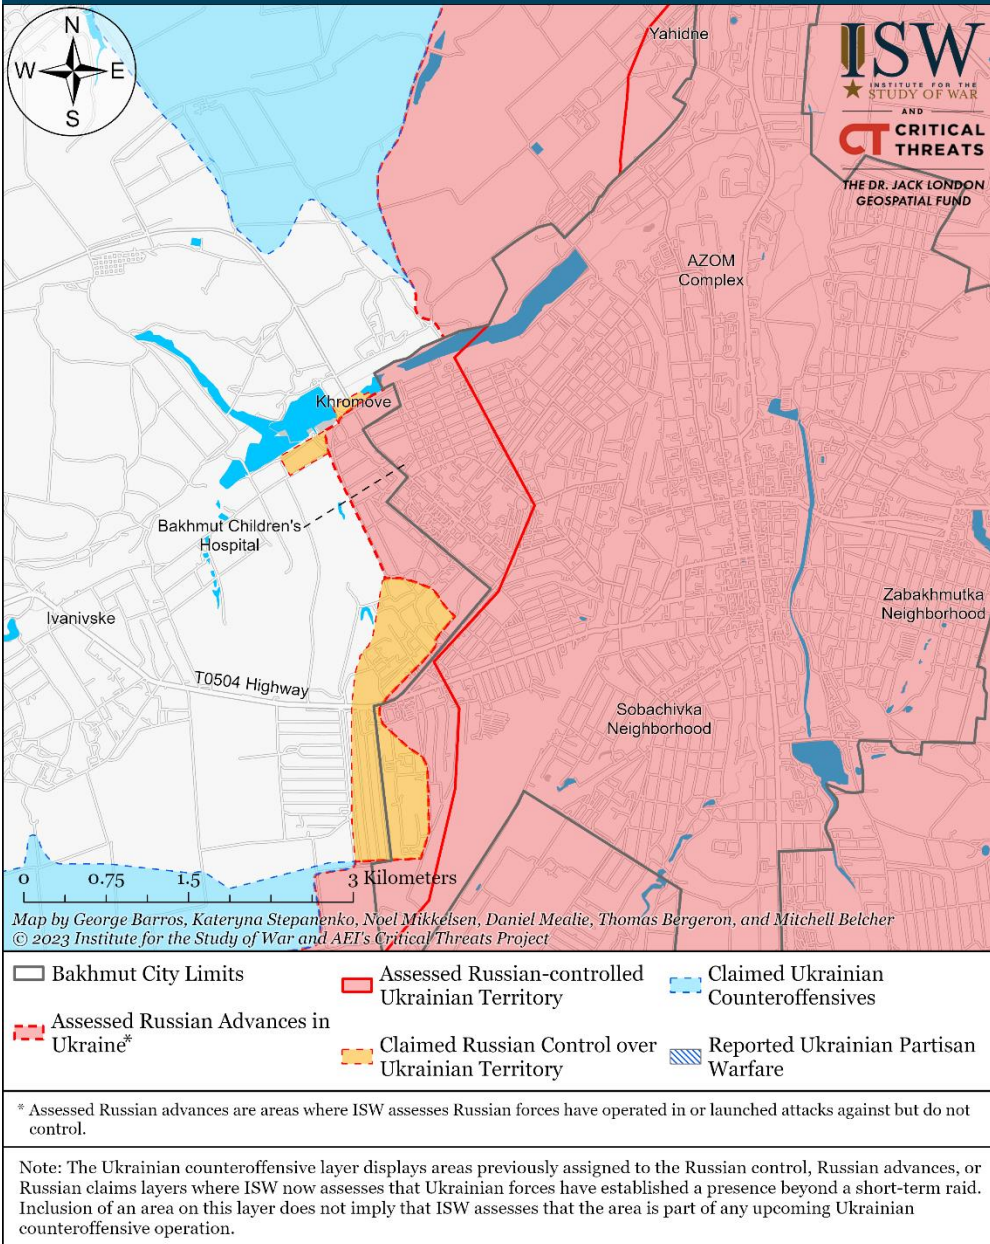 N
W
E
S
Yahidne
ISW
INSTITUTE FOR THE
STUDY OF WAR
AND
CT CRITICAL
THREATS
THE DR. JACK LONDON
GEOSPATIAL FUND
AZOM
Complex
Khromove
Bakhmut Children's
Hospital
Ivanivske
T0504 Highway
Zabakhmutka
Neighborhood
Sobachivka
Neighborhood
0 0.75 1.5 3 Kilometers
Map by George Barros, Kateryna Stepanenko, Noel Mikkelsen, Daniel Mealie, Thomas Bergeron, and Mitchell Belcher
© 2023 Institute for the Study of War and AEI's Critical Threats Project
Bakhmut City Limits
Assessed Russian Advances in
Ukraine*
Assessed Russian-controlled
Ukrainian Territory
Claimed Russian Control over
Ukrainian Territory
Claimed Ukrainian
Counteroffensives
Reported Ukrainian Partisan
Warfare
* Assessed Russian advances are areas where ISW assesses Russian forces have operated in or launched attacks against but do not
control.
Note: The Ukrainian counteroffensive layer displays areas previously assigned to the Russian control, Russian advances, or
Russian claims layers where ISW now assesses that Ukrainian forces have established a presence beyond a short-term raid.
Inclusion of an area on this layer does not imply that ISW assesses that the area is part of any upcoming Ukrainian
counteroffensive operation.